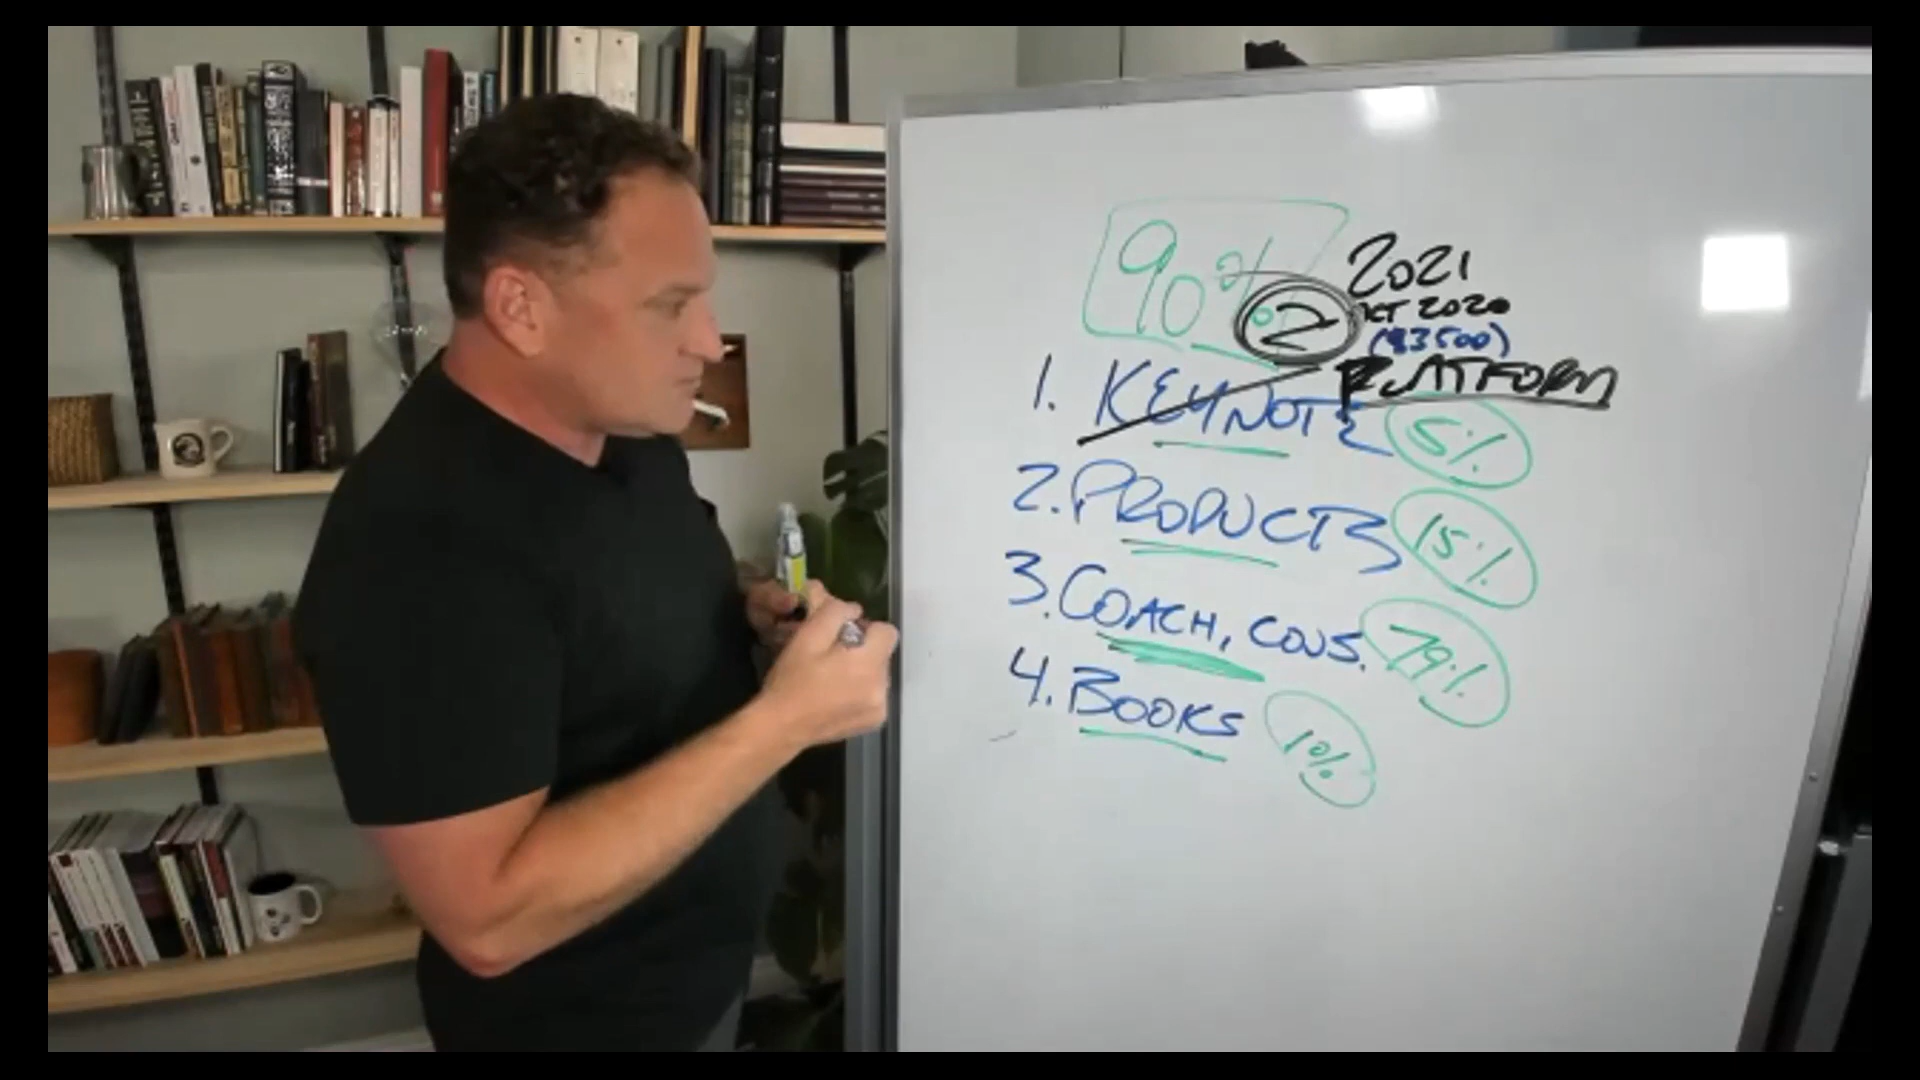 90%
2
2021
OCT 2020
($3500)
PLATFORM
1. KEYNOTE 5%
2. PRODUCTS 15%
3. COACH, CONS. 79%
4. BOOKS 1%